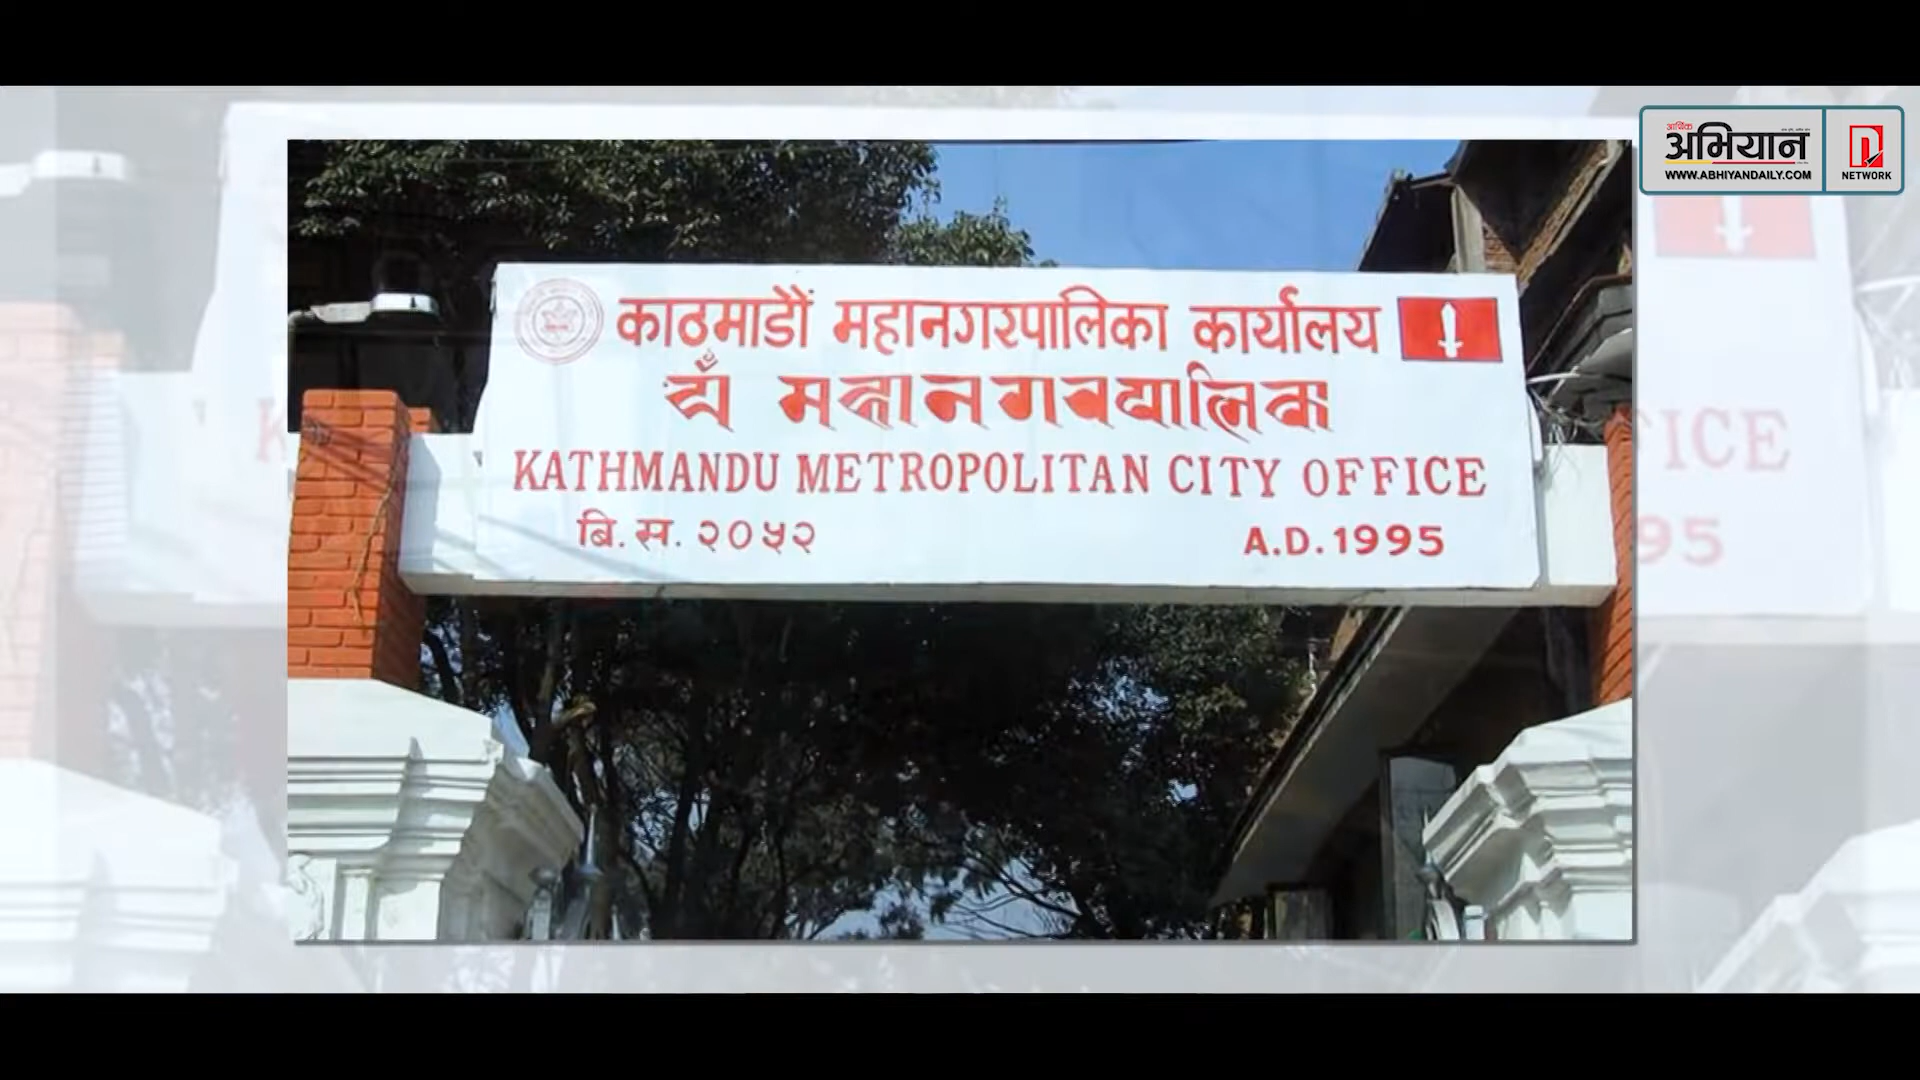 आर्थिक
अभियान
WWW.ABHIYANDAILY.COM
NETWORK
काठमाडौं महानगरपालिका कार्यालय
KATHMANDU METROPOLITAN CITY OFFICE
बि.स. २०५२ A.D. 1995